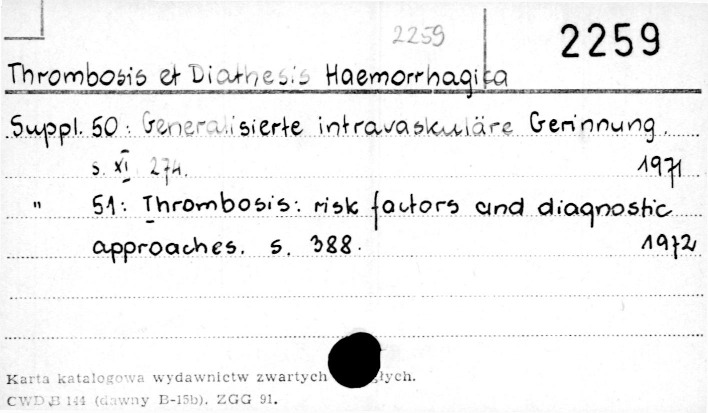 2259
2259
Thrombosis et Diathesis Haemorrhagica
Suppl. 50: Generalisierte intravaskuläre Gerinnung.
s. XI 274. 1971
" 51: Thrombosis: risk factors and diagnostic
approaches. s. 388. 1972
Karta katalogowa wydawnictw zwartych łych.
CWD B 144 (dawny B-15b). ZGG 91.